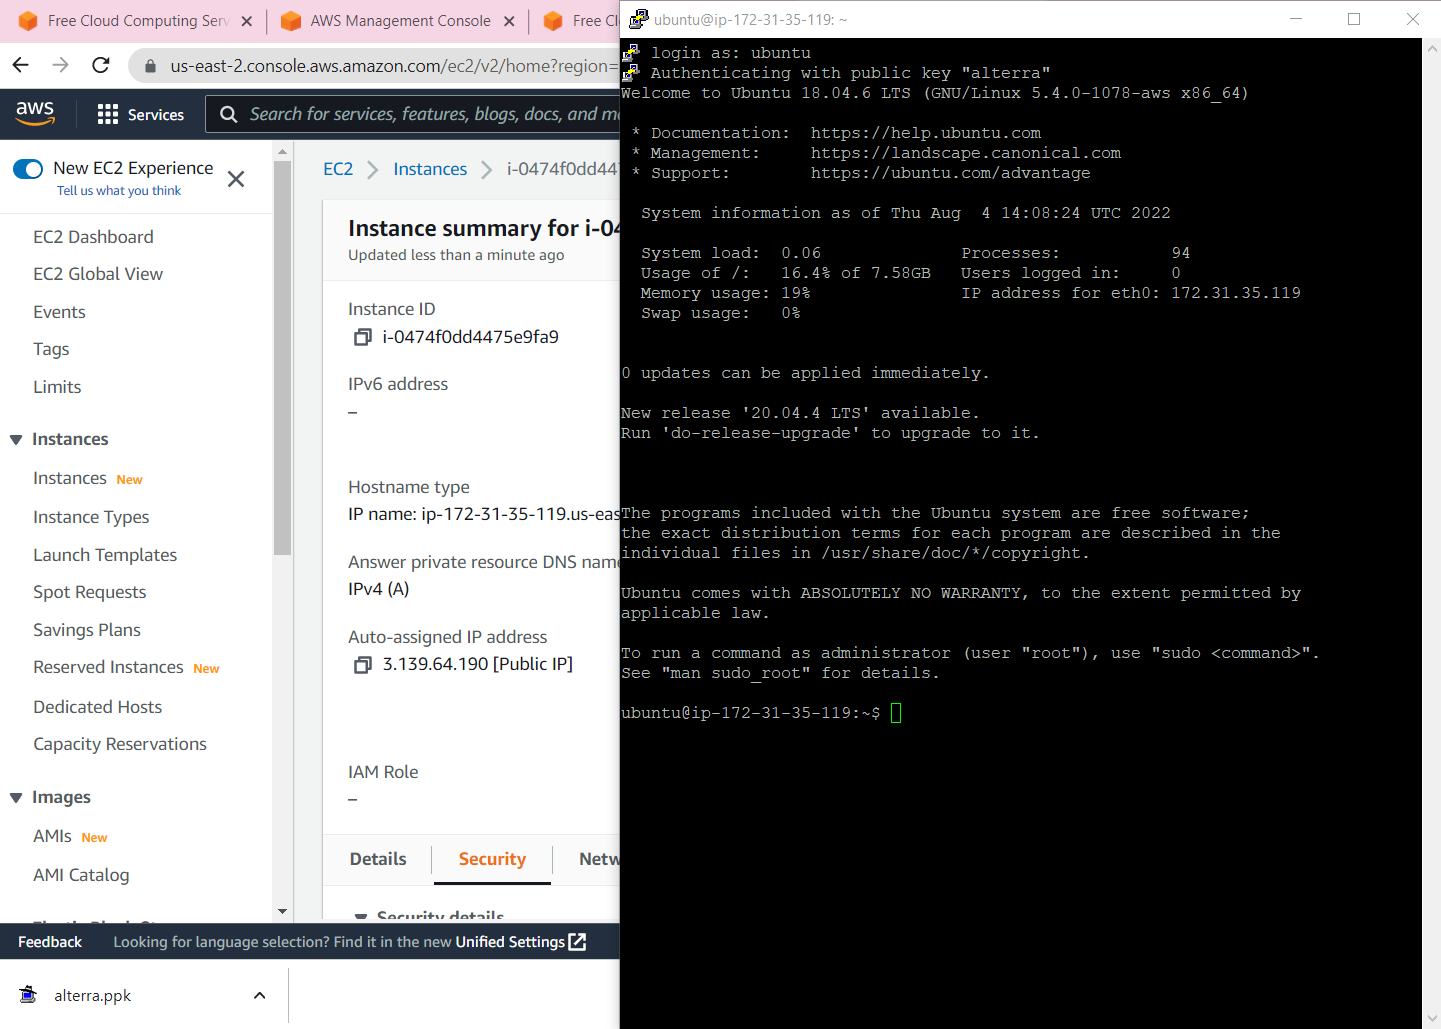 Free Cloud Computing Serv
AWS Management Console
Free Cl
us-east-2.console.aws.amazon.com/ec2/v2/home?region=
aws
Services
Search for services, features, blogs, docs, and m
New EC2 Experience
Tell us what you think
EC2 Dashboard
EC2 Global View
Events
Tags
Limits
Instances
Instances New
Instance Types
Launch Templates
Spot Requests
Savings Plans
Reserved Instances New
Dedicated Hosts
Capacity Reservations
Images
AMIs New
AMI Catalog
EC2 > Instances > i-0474f0dd447
Instance summary for i-04
Updated less than a minute ago
Instance ID
i-0474f0dd4475e9fa9
IPv6 address
–
Hostname type
IP name: ip-172-31-35-119.us-eas
Answer private resource DNS name
IPv4 (A)
Auto-assigned IP address
3.139.64.190 [Public IP]
IAM Role
–
Details
Security
Netw
Security details
Feedback
Looking for language selection? Find it in the new Unified Settings
alterra.ppk
ubuntu@ip-172-31-35-119: ~
login as: ubuntu
Authenticating with public key "alterra"
Welcome to Ubuntu 18.04.6 LTS (GNU/Linux 5.4.0-1078-aws x86_64)
* Documentation:  https://help.ubuntu.com
* Management:     https://landscape.canonical.com
* Support:        https://ubuntu.com/advantage
System information as of Thu Aug  4 14:08:24 UTC 2022
System load:  0.06              Processes:           94
Usage of /:   16.4% of 7.58GB   Users logged in:     0
Memory usage: 19%               IP address for eth0: 172.31.35.119
Swap usage:   0%
0 updates can be applied immediately.
New release '20.04.4 LTS' available.
Run 'do-release-upgrade' to upgrade to it.
The programs included with the Ubuntu system are free software;
the exact distribution terms for each program are described in the
individual files in /usr/share/doc/*/copyright.
Ubuntu comes with ABSOLUTELY NO WARRANTY, to the extent permitted by
applicable law.
To run a command as administrator (user "root"), use "sudo <command>".
See "man sudo_root" for details.
ubuntu@ip-172-31-35-119:~$